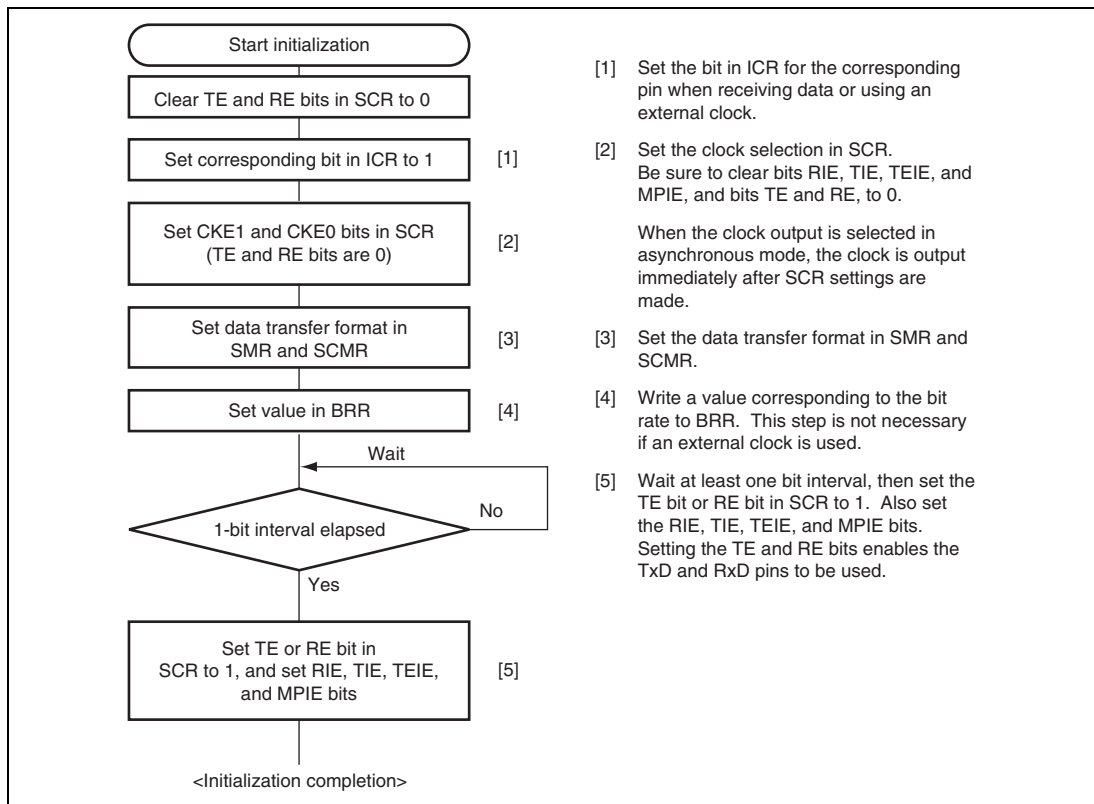 Start initialization
Clear TE and RE bits in SCR to 0
Set corresponding bit in ICR to 1
[1]
Set CKE1 and CKE0 bits in SCR
(TE and RE bits are 0)
[2]
Set data transfer format in
SMR and SCMR
[3]
Set value in BRR
[4]
Wait
No
1-bit interval elapsed
Yes
Set TE or RE bit in
SCR to 1, and set RIE, TIE, TEIE,
and MPIE bits
[5]
<Initialization completion>
[1] Set the bit in ICR for the corresponding
pin when receiving data or using an
external clock.
[2] Set the clock selection in SCR.
Be sure to clear bits RIE, TIE, TEIE, and
MPIE, and bits TE and RE, to 0.
When the clock output is selected in
asynchronous mode, the clock is output
immediately after SCR settings are
made.
[3] Set the data transfer format in SMR and
SCMR.
[4] Write a value corresponding to the bit
rate to BRR. This step is not necessary
if an external clock is used.
[5] Wait at least one bit interval, then set the
TE bit or RE bit in SCR to 1. Also set
the RIE, TIE, TEIE, and MPIE bits.
Setting the TE and RE bits enables the
TxD and RxD pins to be used.